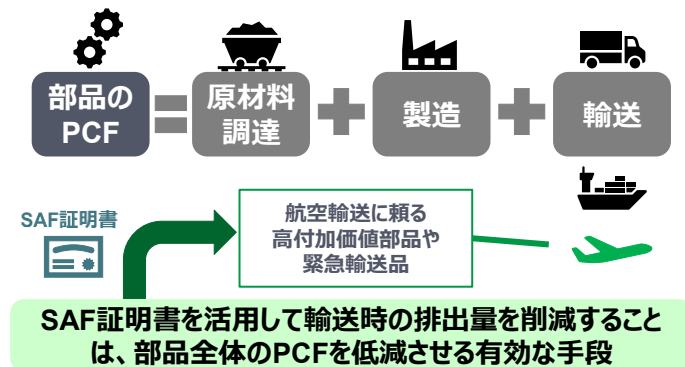 部品の
PCF
=
原材料
調達
+
製造
+
輸送
SAF証明書
航空輸送に頼る
高付加価値部品や
緊急輸送品
SAF証明書を活用して輸送時の排出量を削減すること
は、部品全体のPCFを低減させる有効な手段